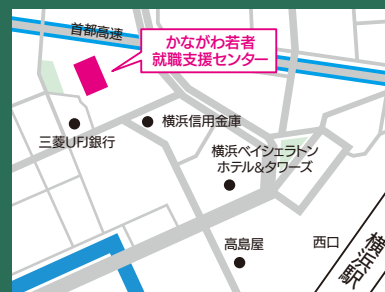 首都高速
かながわ若者
就職支援センター
横浜信用金庫
三菱UFJ銀行
横浜ベイシェラトン
ホテル&タワーズ
高島屋
西口
横浜駅